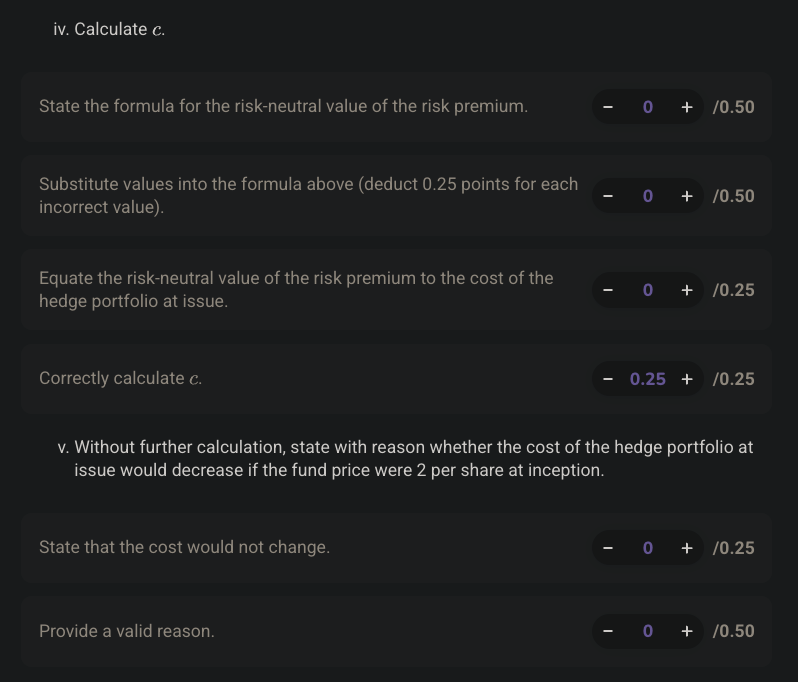 iv. Calculate c.
State the formula for the risk-neutral value of the risk premium.
− 0 + /0.50
Substitute values into the formula above (deduct 0.25 points for each
incorrect value).
− 0 + /0.50
Equate the risk-neutral value of the risk premium to the cost of the
hedge portfolio at issue.
− 0 + /0.25
Correctly calculate c.
− 0.25 + /0.25
v. Without further calculation, state with reason whether the cost of the hedge portfolio at
issue would decrease if the fund price were 2 per share at inception.
State that the cost would not change.
− 0 + /0.25
Provide a valid reason.
− 0 + /0.50